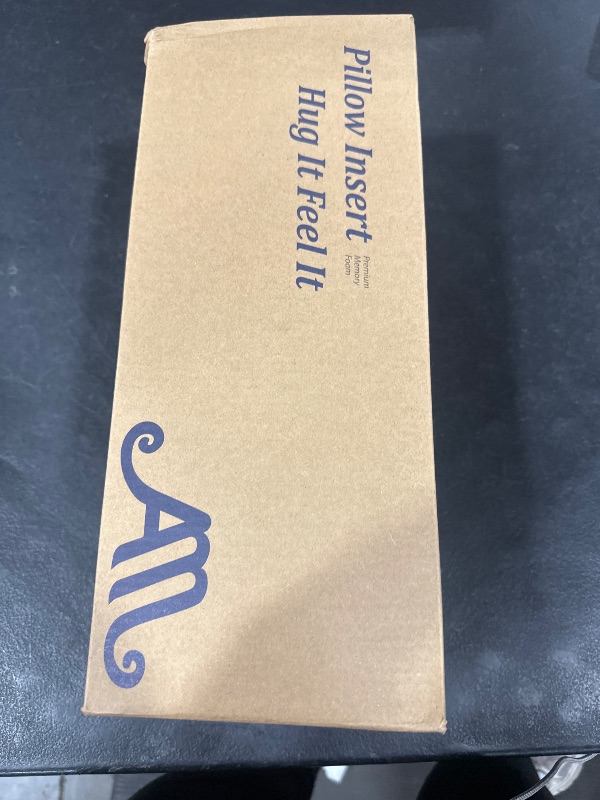 Pillow Insert
Premium
Memory
Foam
Hug It Feel It
AM